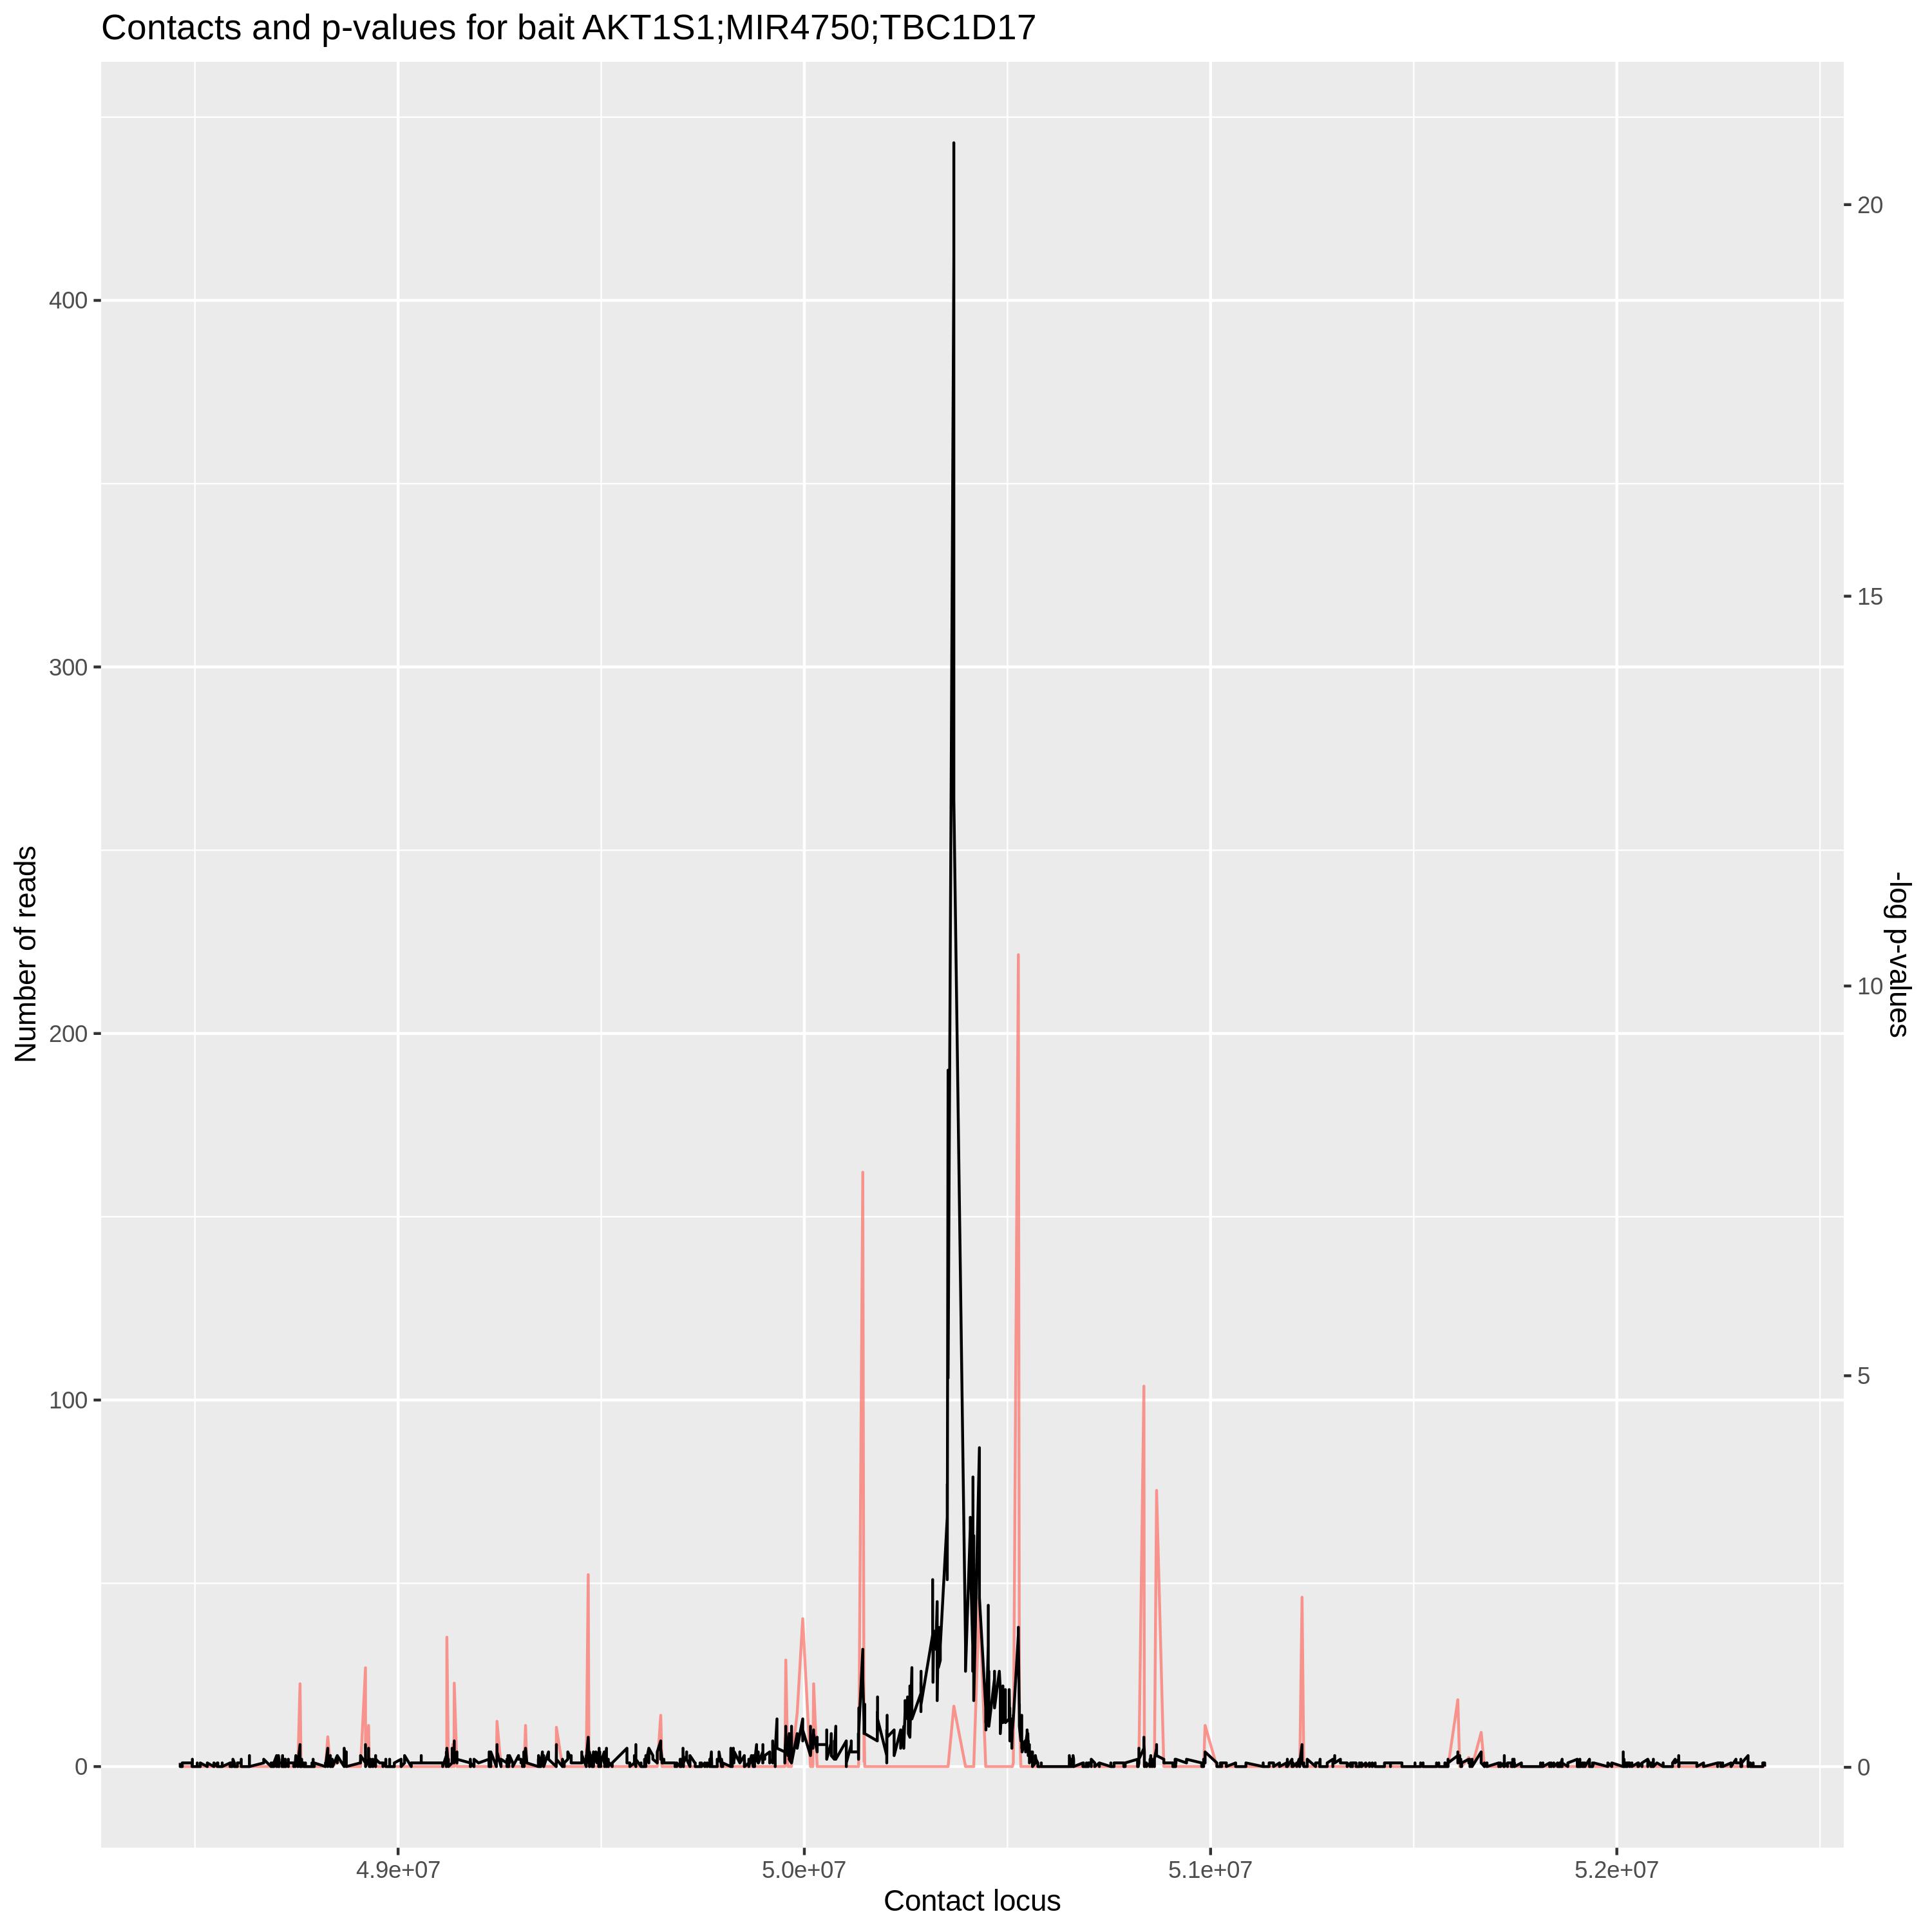 Contacts and p-values for bait AKT1S1;MIR4750;TBC1D17
Number of reads
400
300
200
100
0
20
15
10
5
0
-log p-values
4.9e+07
5.0e+07
5.1e+07
5.2e+07
Contact locus